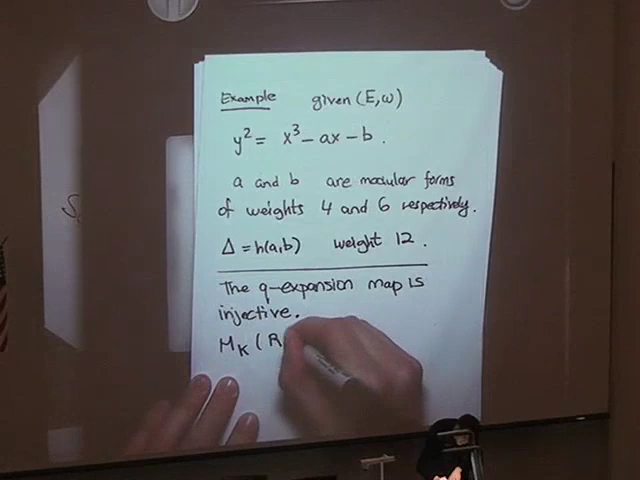 Example given (E,ω)
y² = x³ - ax - b.
a and b are modular forms
of weights 4 and 6 respectively.
Δ = h(a,b) weight 12.
The q-expansion map is
injective.
M_K (R